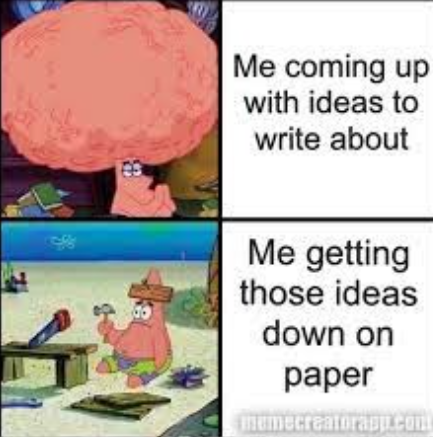 Me coming up
with ideas to
write about
Me getting
those ideas
down on
paper
memecreatorapp.com